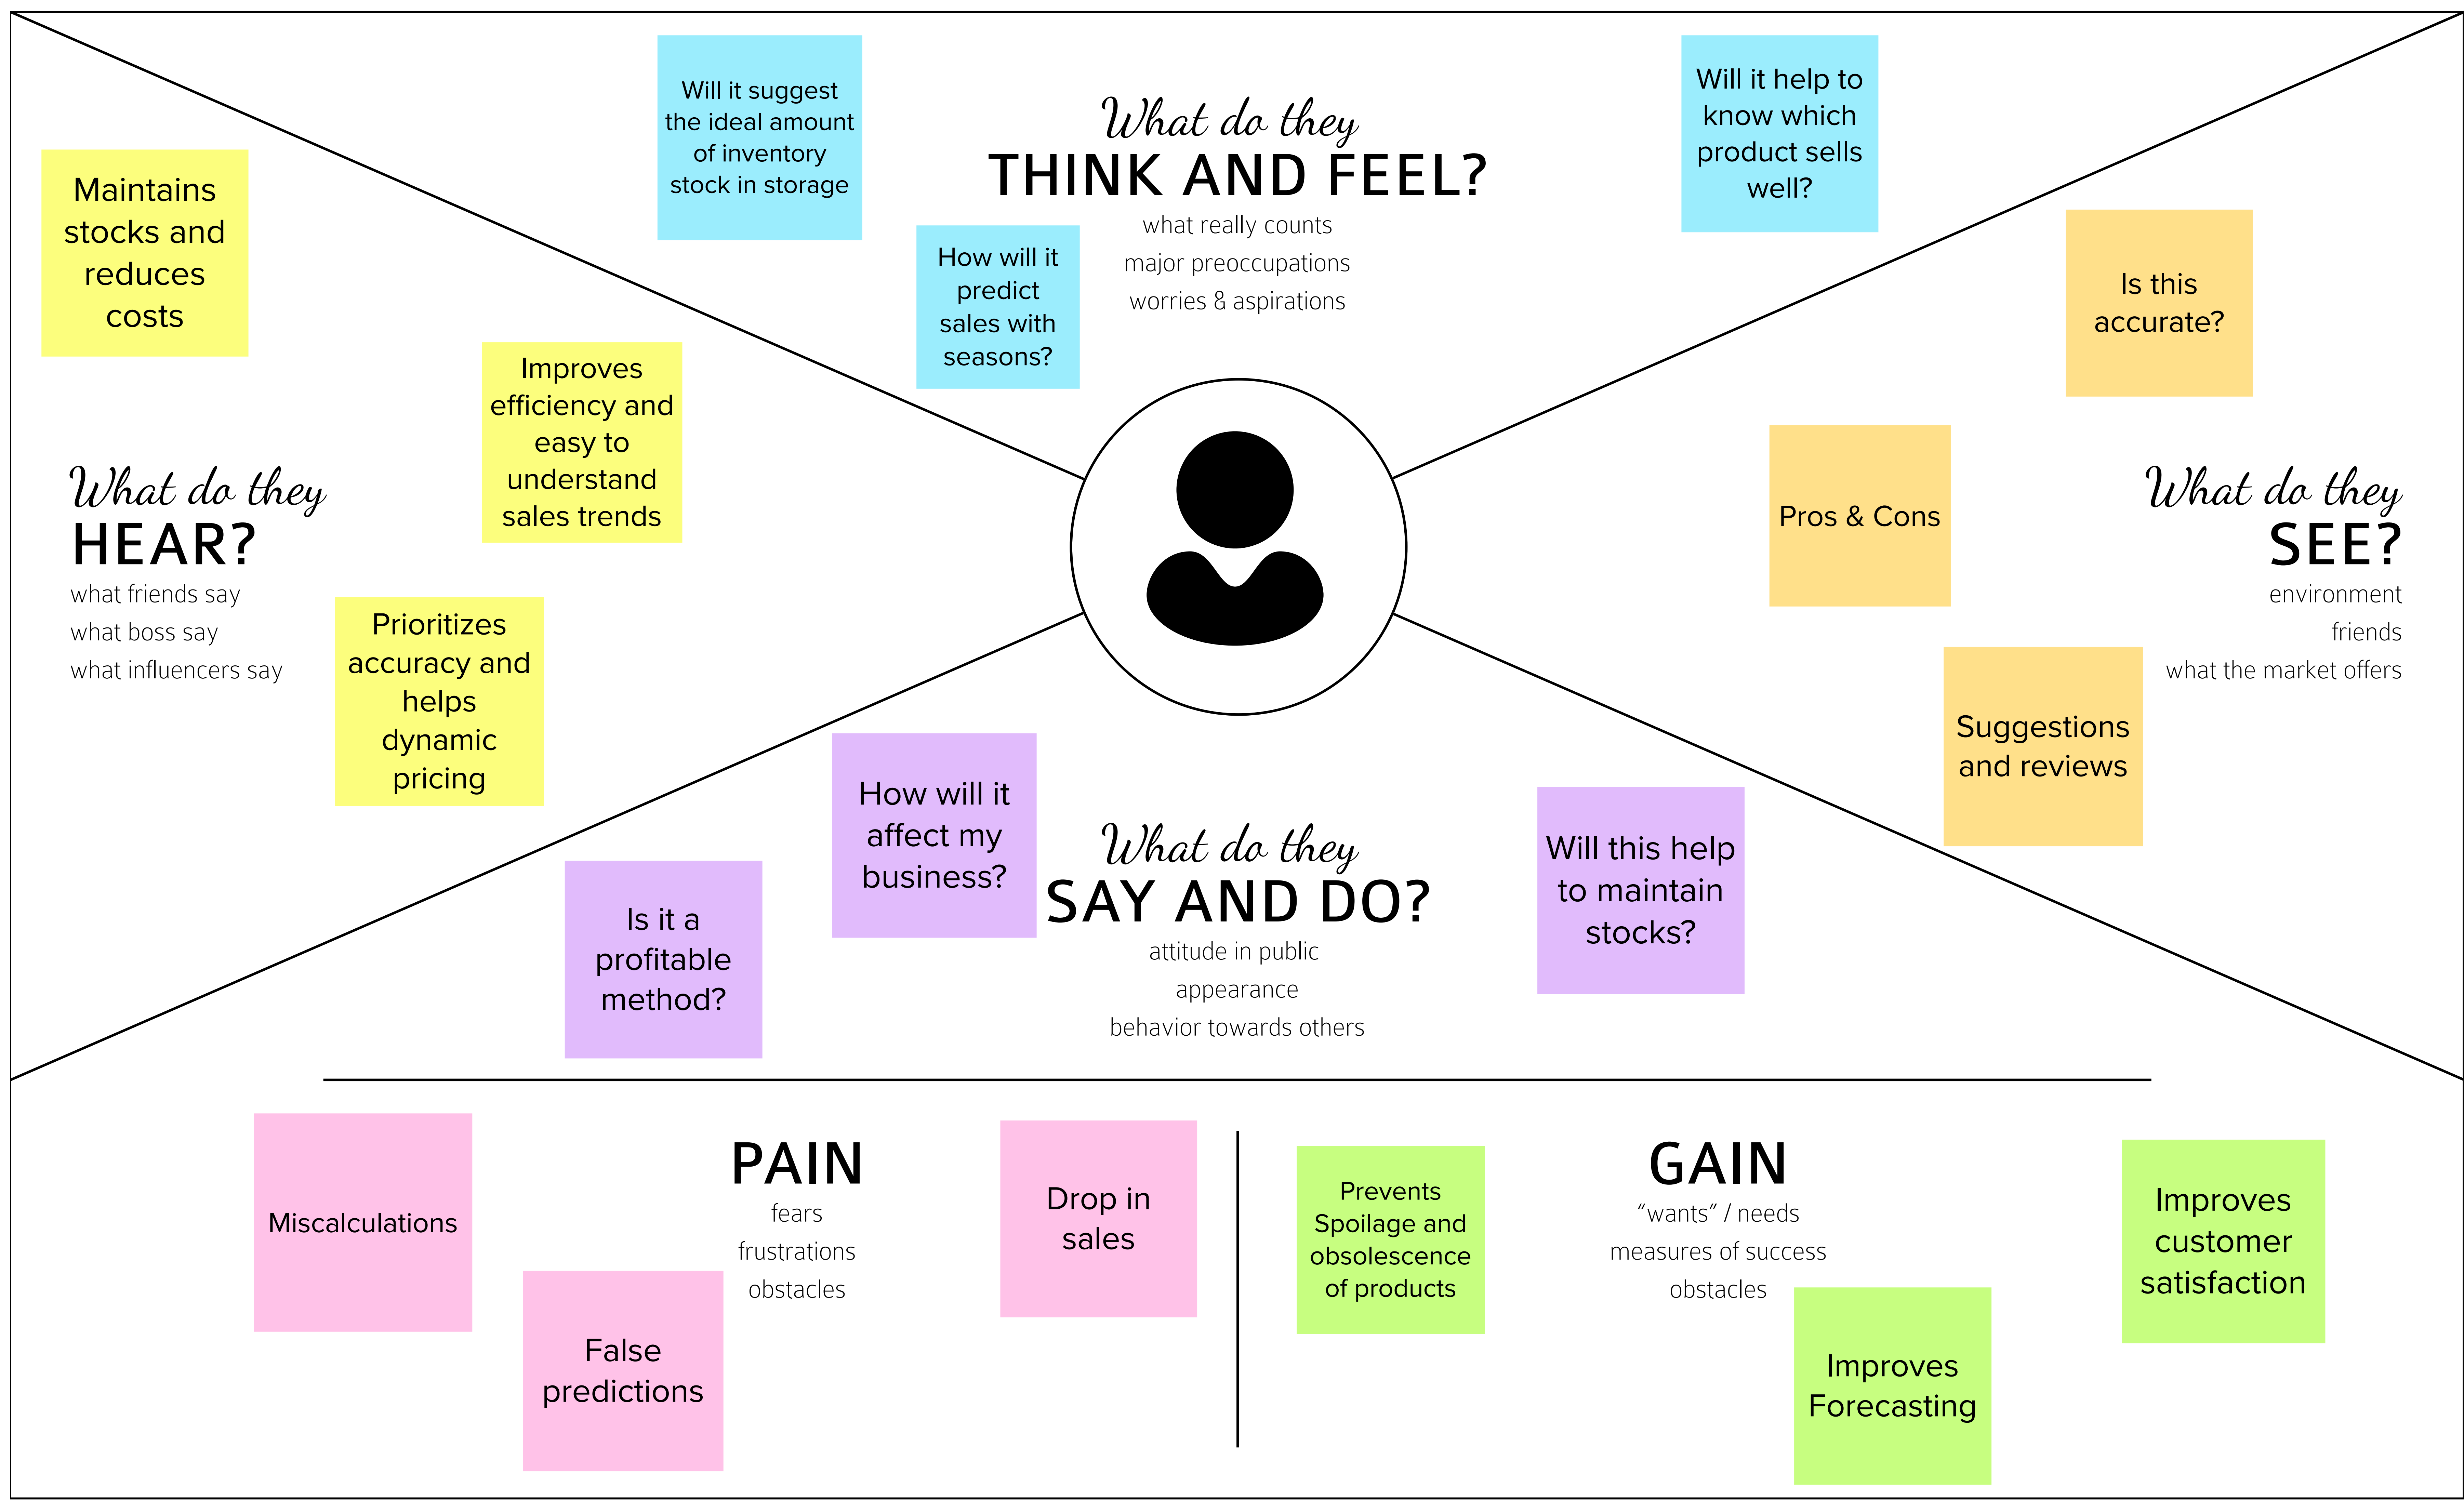 Will it suggest
the ideal amount
of inventory
stock in storage
What do they
THINK AND FEEL?
what really counts
major preoccupations
worries & aspirations
How will it
predict
sales with
seasons?
Will it help to
know which
product sells
well?
Maintains
stocks and
reduces
costs
Improves
efficiency and
easy to
understand
sales trends
What do they
HEAR?
what friends say
what boss say
what influencers say
Prioritizes
accuracy and
helps
dynamic
pricing
Is this
accurate?
Pros & Cons
What do they
SEE?
environment
friends
what the market offers
Suggestions
and reviews
How will it
affect my
business?
Is it a
profitable
method?
What do they
SAY AND DO?
attitude in public
appearance
behavior towards others
Will this help
to maintain
stocks?
Miscalculations
PAIN
fears
frustrations
obstacles
False
predictions
Drop in
sales
Prevents
Spoilage and
obsolescence
of products
GAIN
“wants” / needs
measures of success
obstacles
Improves
Forecasting
Improves
customer
satisfaction